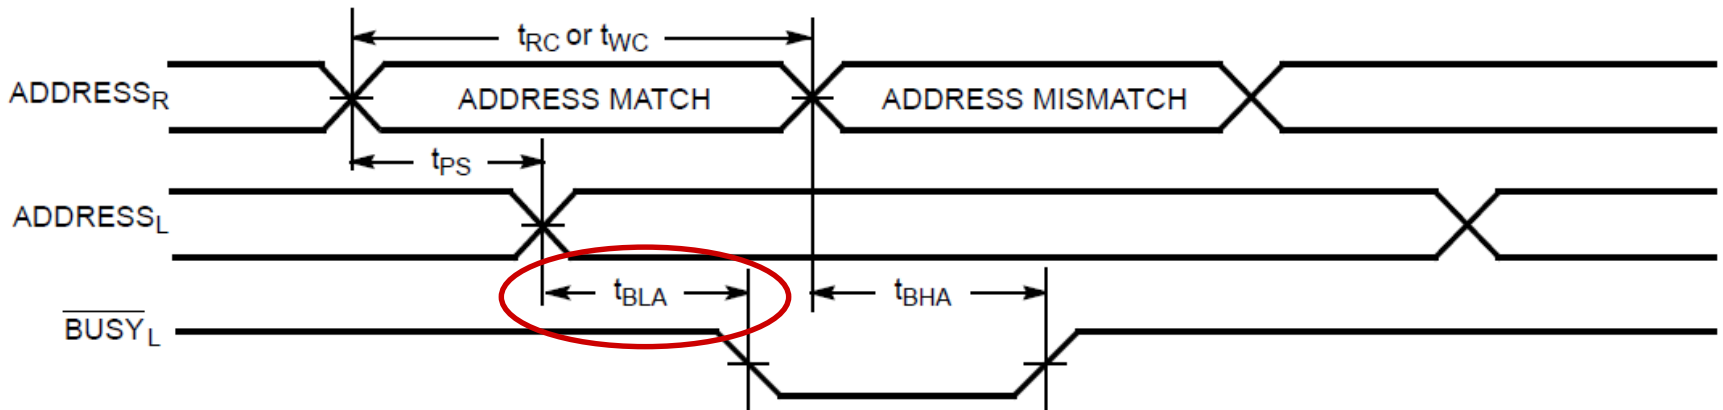 tRC or tWC
ADDRESSR
ADDRESS MATCH
ADDRESS MISMATCH
tPS
ADDRESSL
tBLA
tBHA
BUSYL